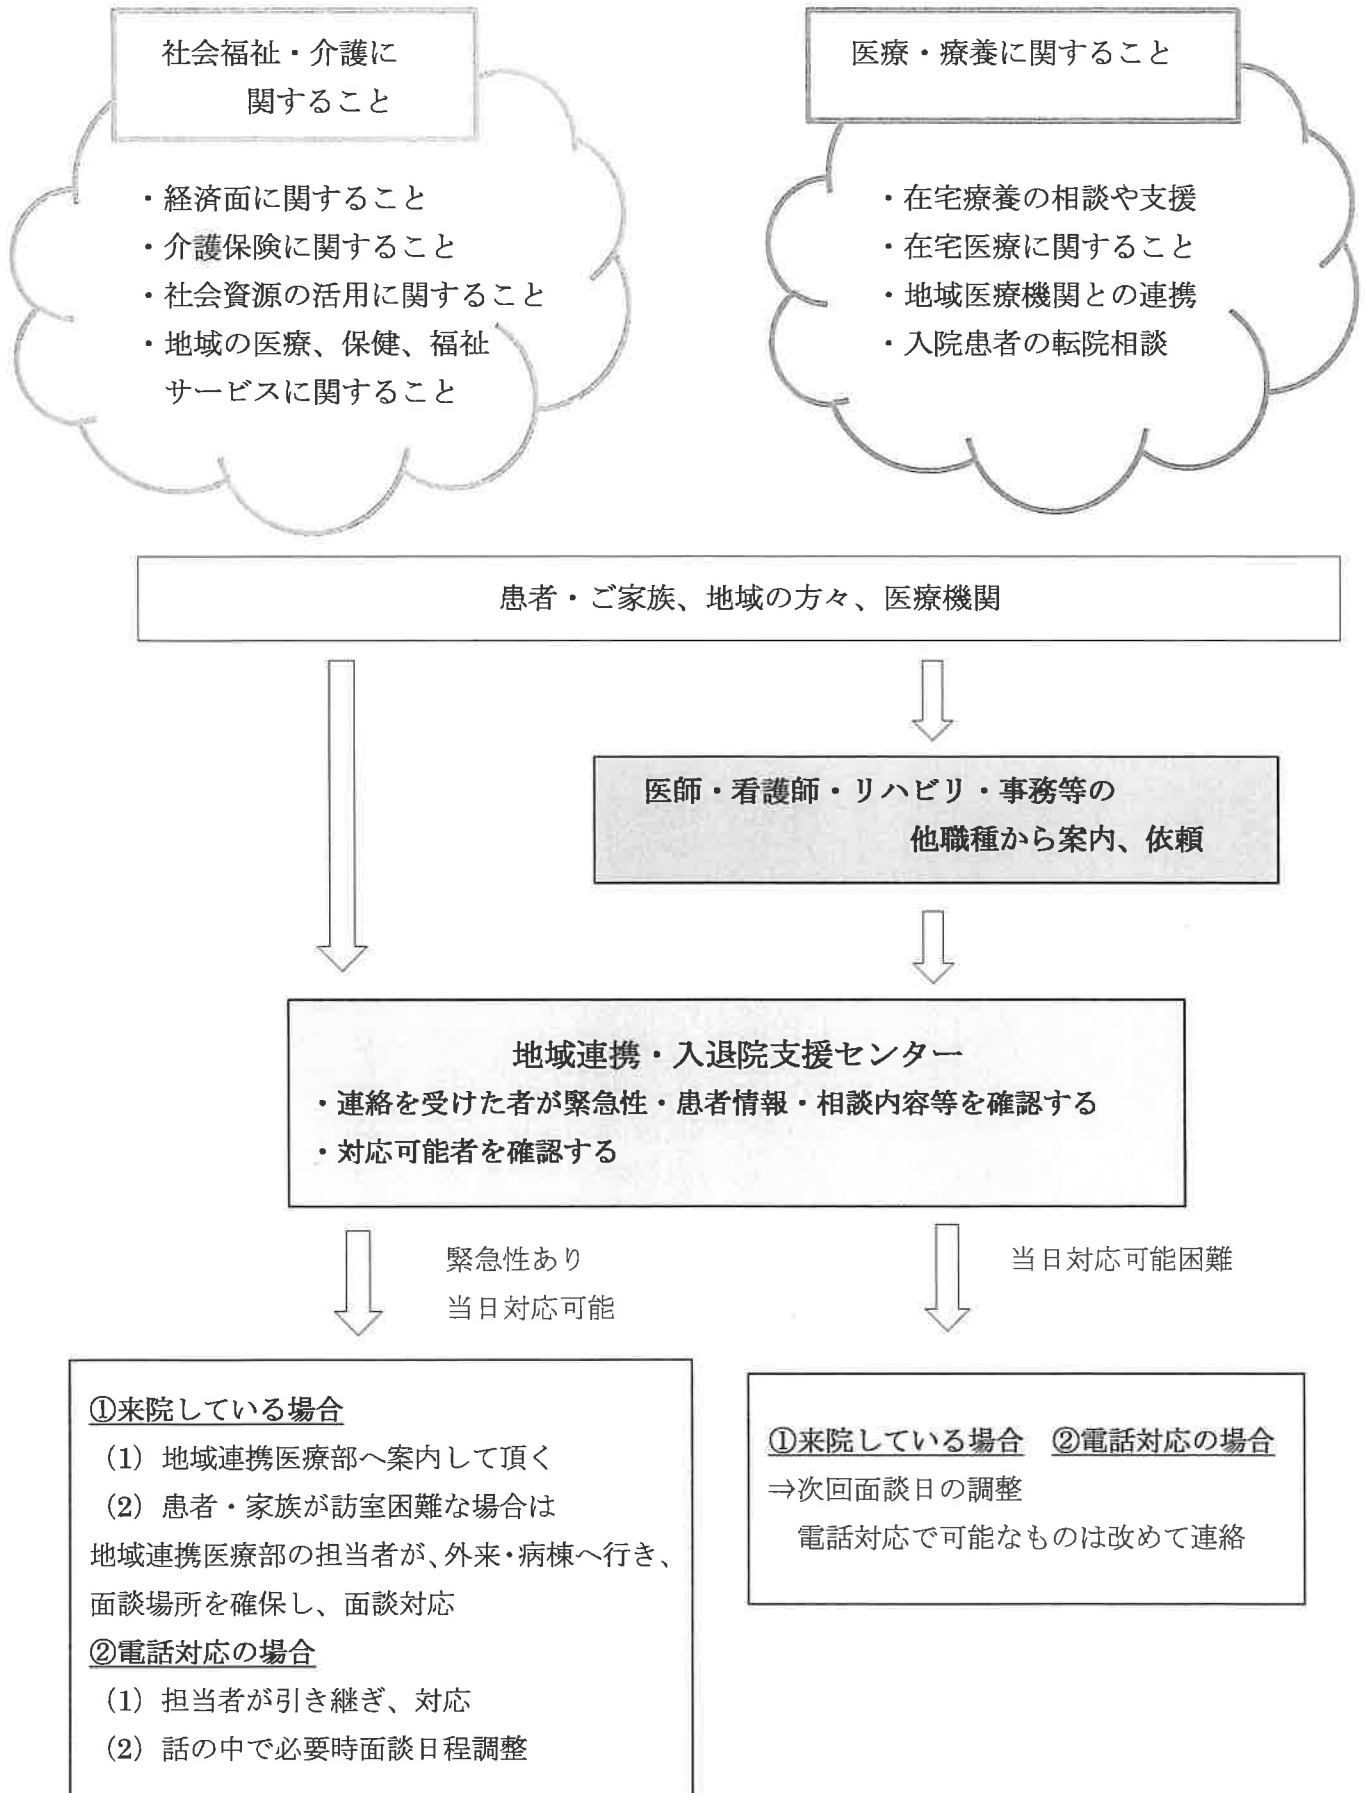 社会福祉・介護に
関すること
・経済面に関すること
・介護保険に関すること
・社会資源の活用に関すること
・地域の医療、保健、福祉
サービスに関すること
医療・療養に関すること
・在宅療養の相談や支援
・在宅医療に関すること
・地域医療機関との連携
・入院患者の転院相談
患者・ご家族、地域の方々、医療機関
医師・看護師・リハビリ・事務等の
他職種から案内、依頼
地域連携・入退院支援センター
・連絡を受けた者が緊急性・患者情報・相談内容等を確認する
・対応可能者を確認する
緊急性あり
当日対応可能
当日対応可能困難
①来院している場合
(1) 地域連携医療部へ案内して頂く
(2) 患者・家族が訪室困難な場合は
地域連携医療部の担当者が、外来・病棟へ行き、
面談場所を確保し、面談対応
②電話対応の場合
(1) 担当者が引き継ぎ、対応
(2) 話の中で必要時面談日程調整
①来院している場合 ②電話対応の場合
⇒次回面談日の調整
電話対応で可能なものは改めて連絡